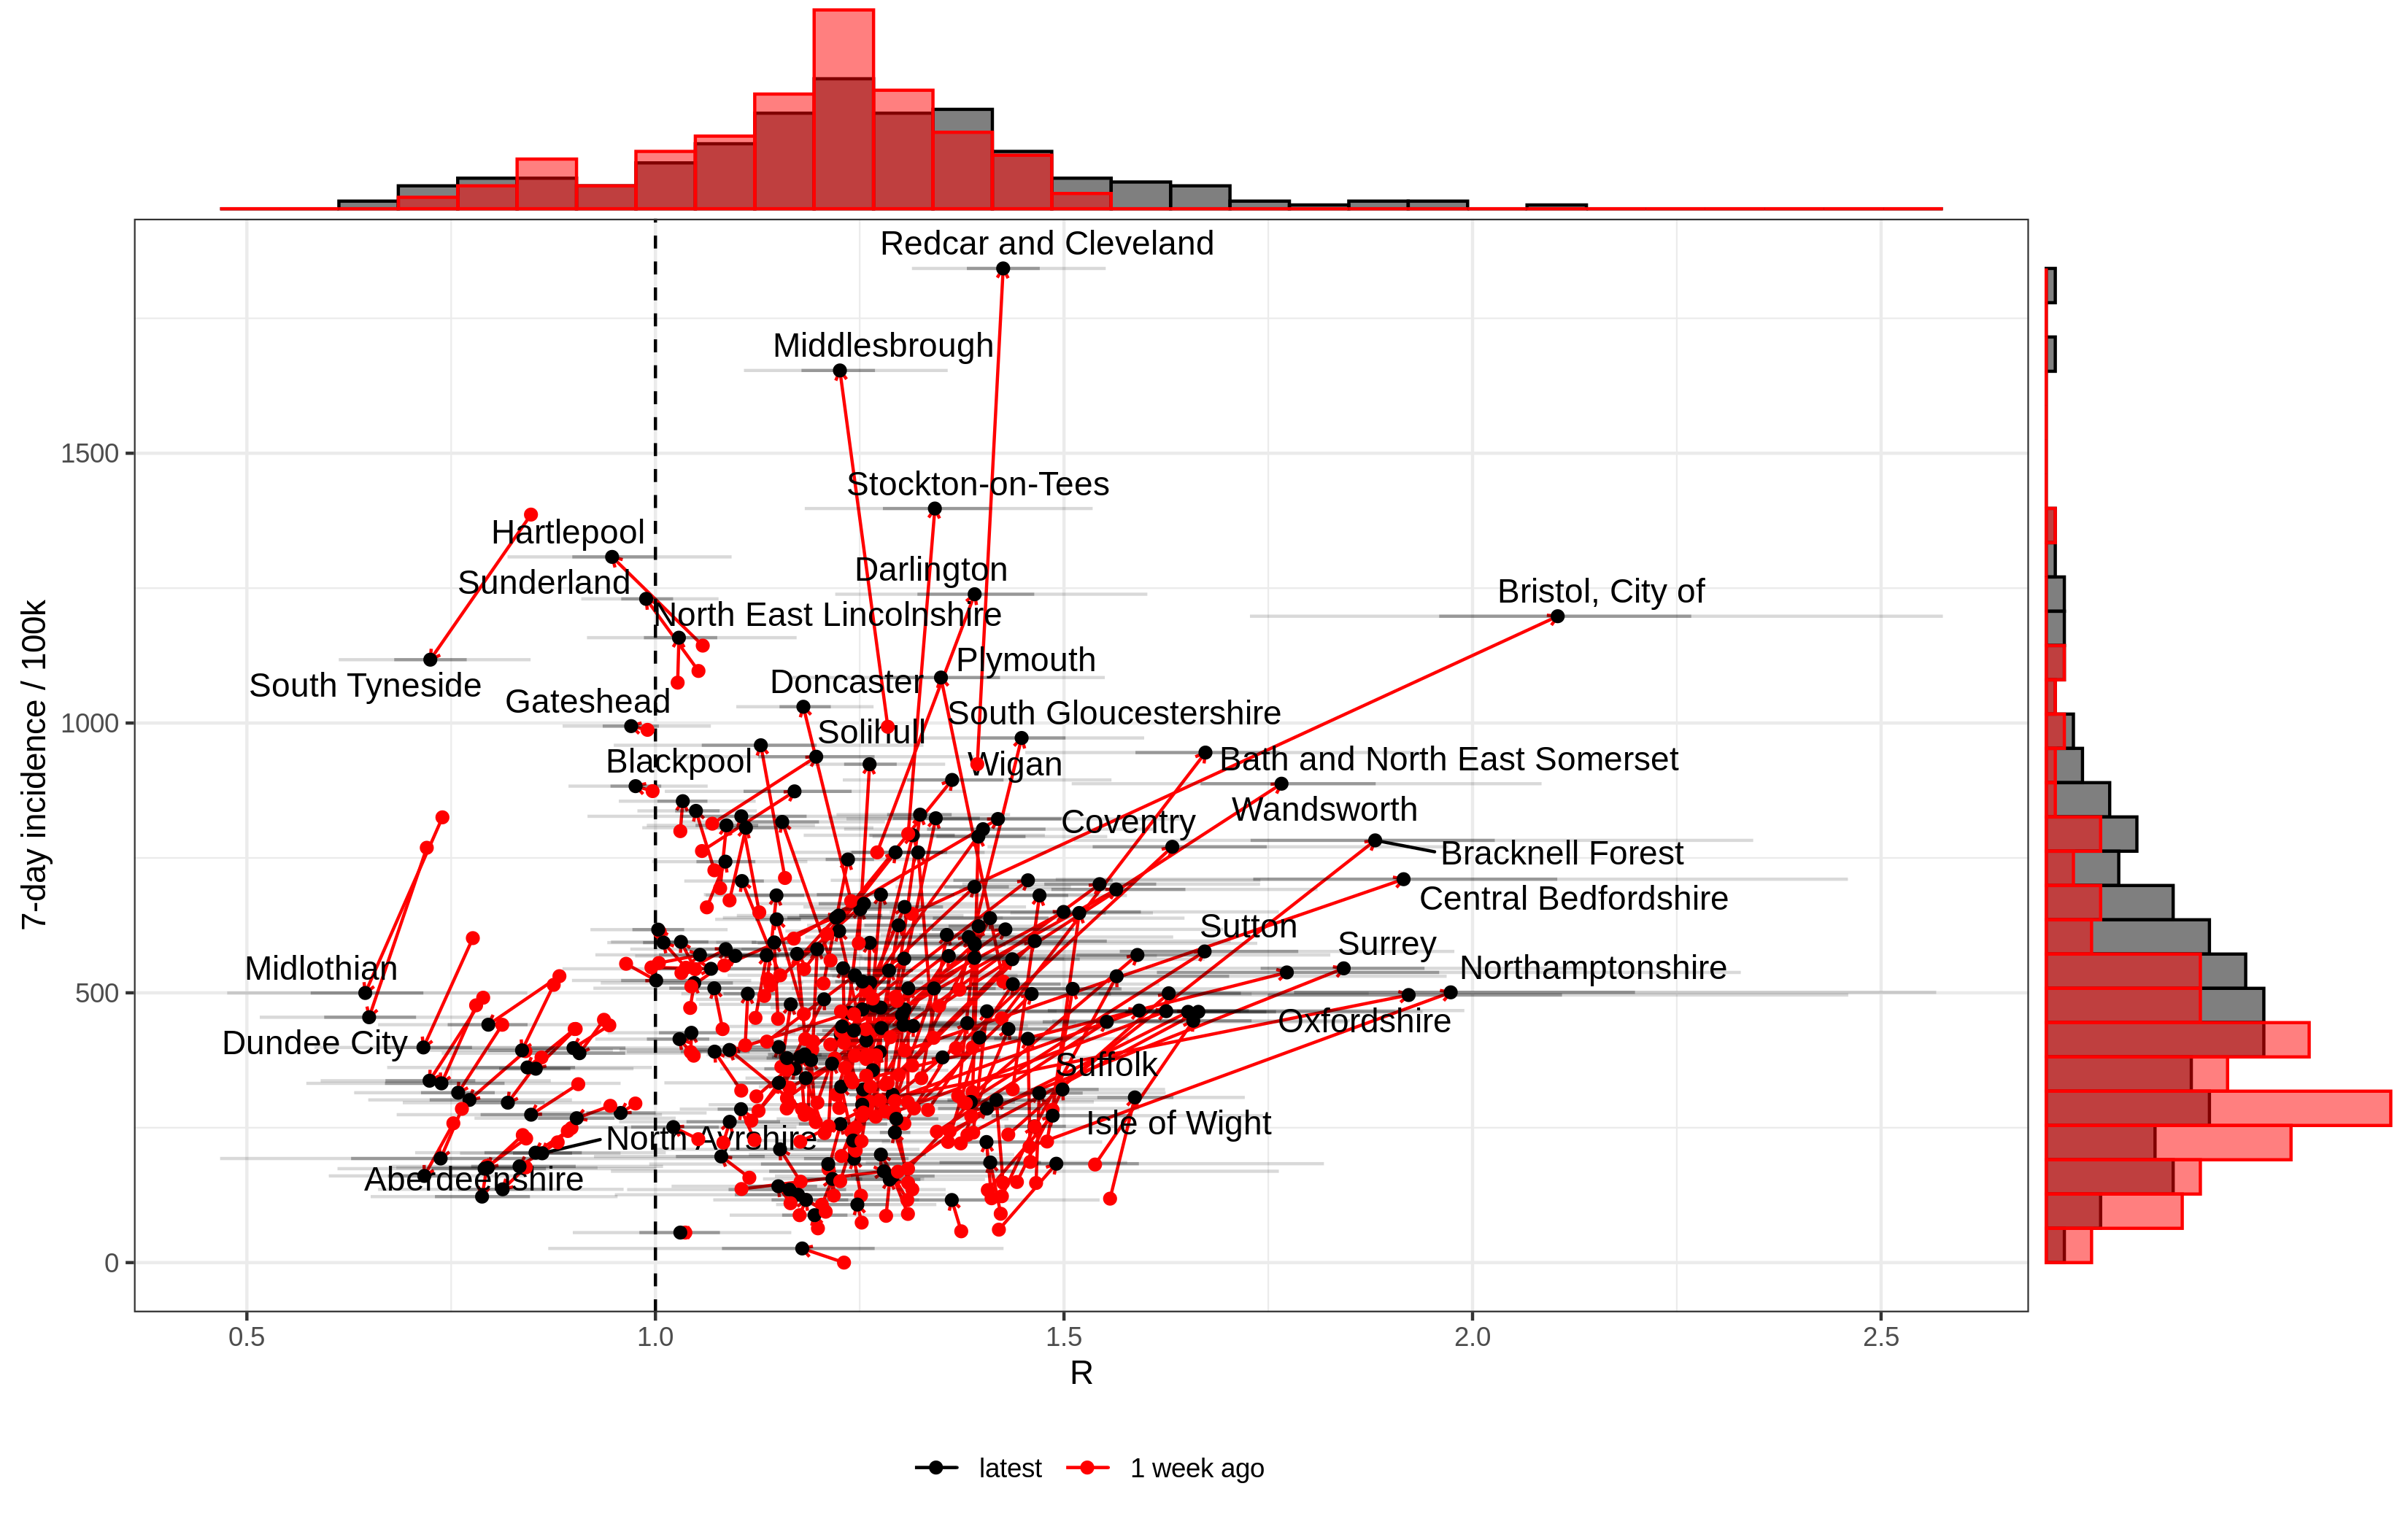 Redcar and Cleveland
Middlesbrough
1500
Stockton-on-Tees
Hartlepool
Darlington
Sunderland
Bristol, City of
North East Lincolnshire
Plymouth
South Tyneside
Doncaster
Gateshead
South Gloucestershire
1000
Solihull
Blackpool
Wigan
Bath and North East Somerset
Wandsworth
Coventry
Bracknell Forest
Central Bedfordshire
7-day incidence / 100k
Sutton
Surrey
Midlothian
Northamptonshire
500
Oxfordshire
Dundee City
Suffolk
Isle of Wight
North Ayrshire
Aberdeenshire
0
0.5 1.0 1.5 2.0 2.5
R
latest 1 week ago